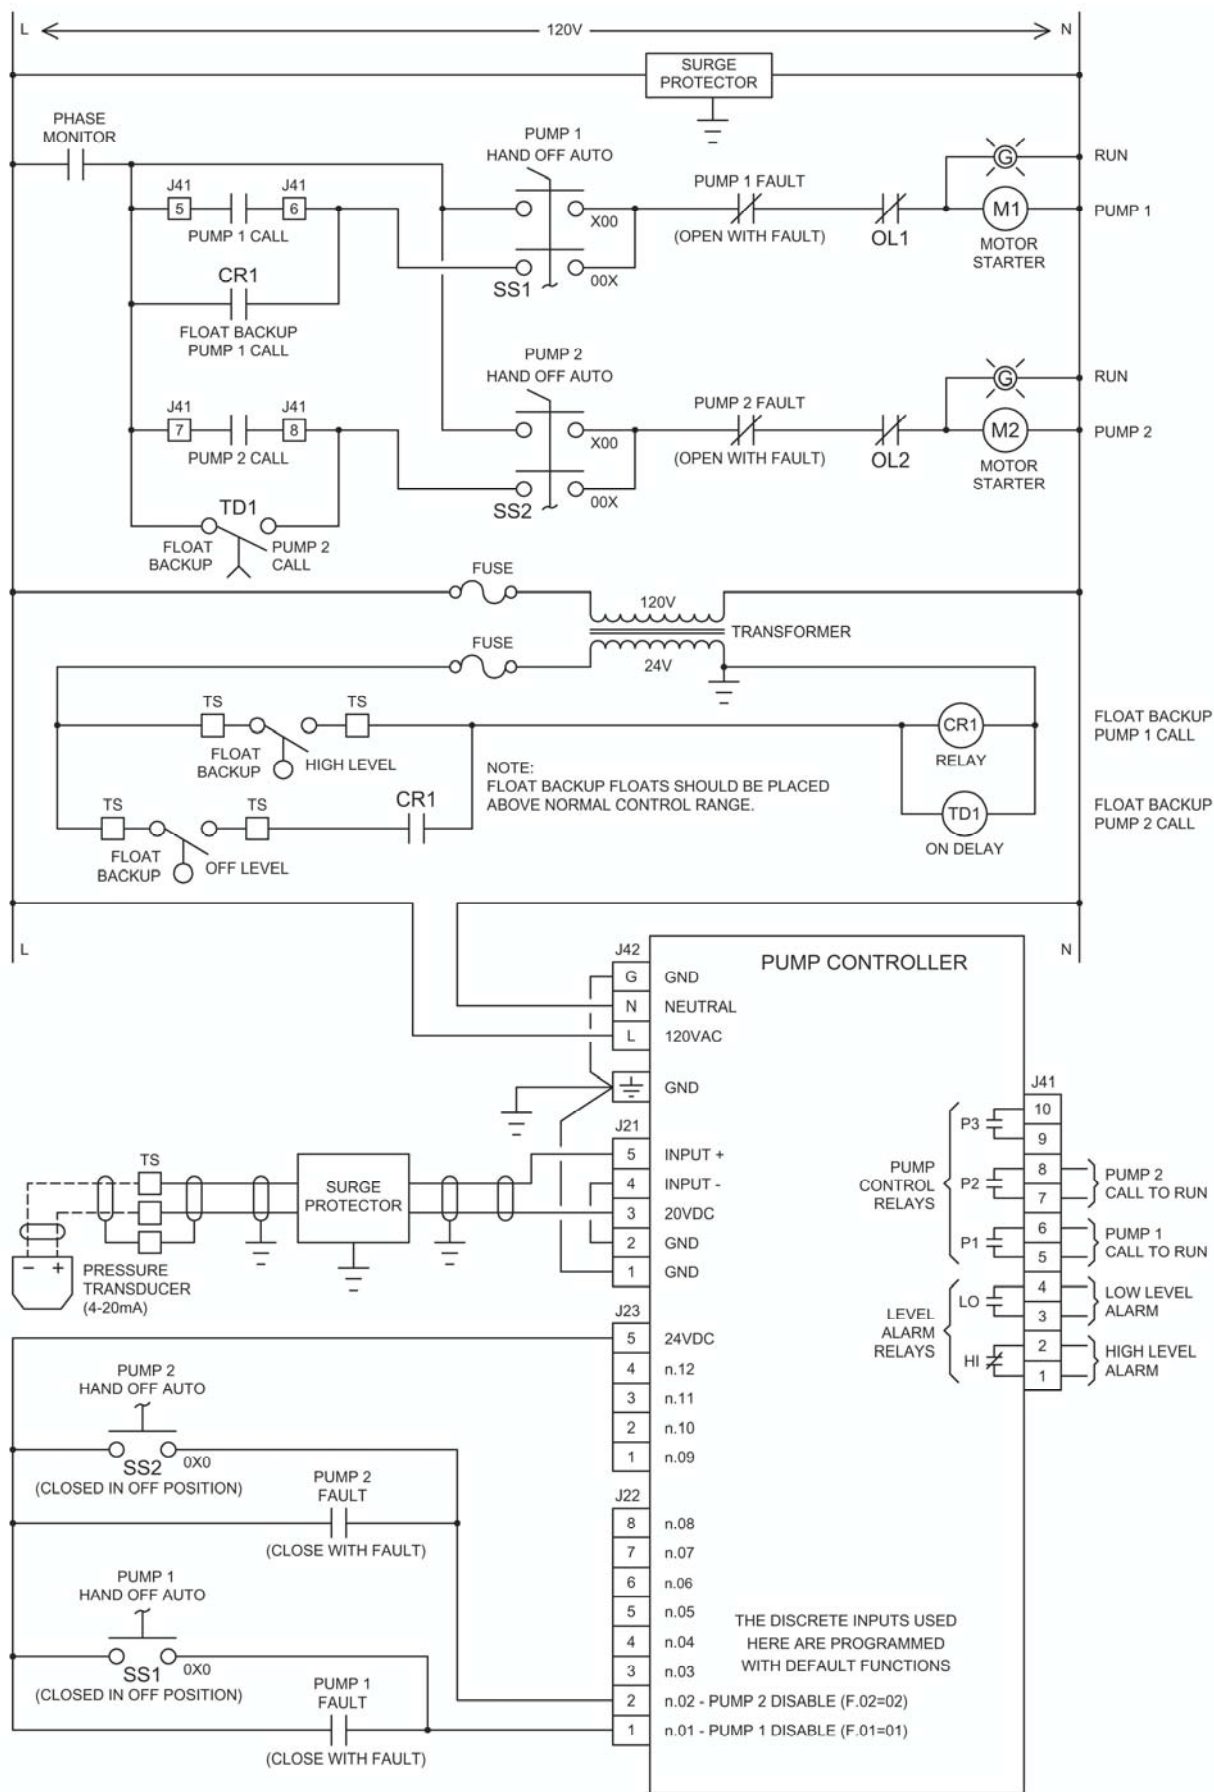 L
120V
N
SURGE
PROTECTOR
PHASE
MONITOR
PUMP 1
HAND OFF AUTO
G
RUN
J41
J41
5
6
PUMP 1 CALL
X00
PUMP 1 FAULT
(OPEN WITH FAULT)
OL1
M1
PUMP 1
MOTOR
STARTER
SS1
00X
CR1
FLOAT BACKUP
PUMP 1 CALL
PUMP 2
HAND OFF AUTO
G
RUN
J41
J41
7
8
PUMP 2 CALL
X00
PUMP 2 FAULT
(OPEN WITH FAULT)
OL2
M2
PUMP 2
MOTOR
STARTER
SS2
00X
TD1
FLOAT
BACKUP
PUMP 2
CALL
FUSE
120V
TRANSFORMER
FUSE
24V
TS
TS
FLOAT
BACKUP
HIGH LEVEL
CR1
RELAY
FLOAT BACKUP
PUMP 1 CALL
NOTE:
FLOAT BACKUP FLOATS SHOULD BE PLACED
ABOVE NORMAL CONTROL RANGE.
TS
TS
CR1
FLOAT
BACKUP
OFF LEVEL
TD1
ON DELAY
FLOAT BACKUP
PUMP 2 CALL
L
N
PUMP CONTROLLER
J42
G GND
N NEUTRAL
L 120VAC
GND
J21
5 INPUT +
4 INPUT -
3 20VDC
2 GND
1 GND
TS
SURGE
PROTECTOR
- +
PRESSURE
TRANSDUCER
(4-20mA)
J41
10
9
8
7
6
5
4
3
2
1
P3
P2
P1
PUMP
CONTROL
RELAYS
PUMP 2
CALL TO RUN
PUMP 1
CALL TO RUN
LO
HI
LEVEL
ALARM
RELAYS
LOW LEVEL
ALARM
HIGH LEVEL
ALARM
J23
5 24VDC
4 n.12
3 n.11
2 n.10
1 n.09
PUMP 2
HAND OFF AUTO
SS2
0X0
(CLOSED IN OFF POSITION)
PUMP 2
FAULT
(CLOSE WITH FAULT)
J22
8 n.08
7 n.07
6 n.06
5 n.05
4 n.04
3 n.03
2 n.02 - PUMP 2 DISABLE (F.02=02)
1 n.01 - PUMP 1 DISABLE (F.01=01)
THE DISCRETE INPUTS USED
HERE ARE PROGRAMMED
WITH DEFAULT FUNCTIONS
PUMP 1
HAND OFF AUTO
SS1
0X0
(CLOSED IN OFF POSITION)
PUMP 1
FAULT
(CLOSE WITH FAULT)